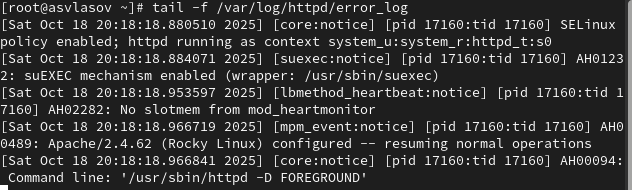 [root@asvlasov ~]# tail -f /var/log/httpd/error_log
[Sat Oct 18 20:18:18.880510 2025] [core:notice] [pid 17160:tid 17160] SELinux
policy enabled; httpd running as context system_u:system_r:httpd_t:s0
[Sat Oct 18 20:18:18.884071 2025] [suexec:notice] [pid 17160:tid 17160] AH0123
2: suEXEC mechanism enabled (wrapper: /usr/sbin/suexec)
[Sat Oct 18 20:18:18.953597 2025] [lbmethod_heartbeat:notice] [pid 17160:tid 1
7160] AH02282: No slotmem from mod_heartmonitor
[Sat Oct 18 20:18:18.966719 2025] [mpm_event:notice] [pid 17160:tid 17160] AH0
0489: Apache/2.4.62 (Rocky Linux) configured -- resuming normal operations
[Sat Oct 18 20:18:18.966841 2025] [core:notice] [pid 17160:tid 17160] AH00094:
Command line: '/usr/sbin/httpd -D FOREGROUND'